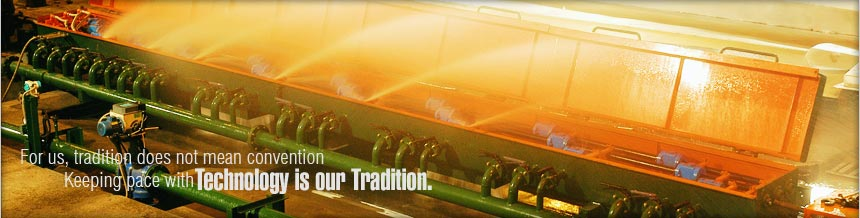 For us, tradition does not mean convention
Keeping pace with Technology is our Tradition.